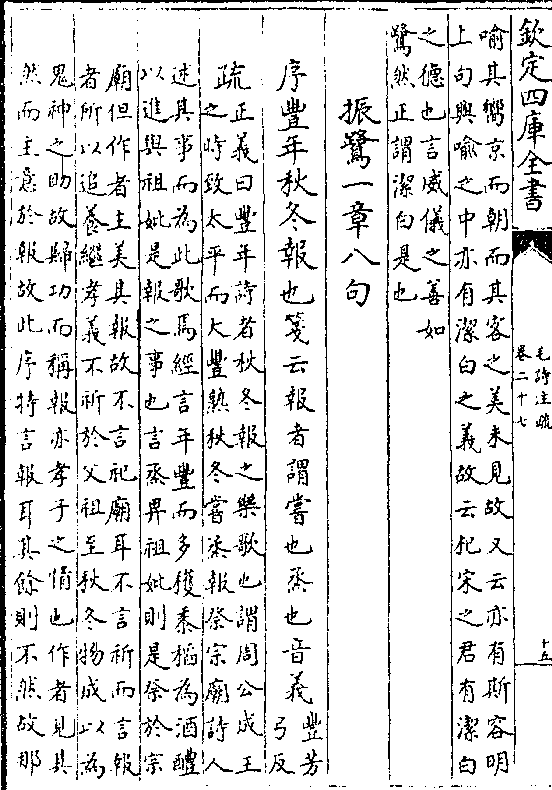 欽定四庫全書
毛詩注疏
卷二十七
十五
喻其嚮京而朝而其客之美未見故又云亦有斯容明
上句興喻之中亦有潔白之義故云杞宋之君有潔白
之德也言威儀之善如
鷺然正謂潔白是也
振鷺一章八句
序豐年秋冬報也箋云報者謂嘗也烝也音義
豐芳
弓反
疏
正義曰豐年詩者秋冬報之樂歌也謂周公成王
之時致太平而大豐熟秋冬嘗烝報祭宗廟詩人
述其事而為此歌焉經言年豐而多獲黍稻為酒醴
以進與祖妣是報之事也言烝畀祖妣則是祭於宗
廟但作者主美其報故不言祀廟耳不言祈而言報
者所以追養繼孝義不祈於父祖至秋冬物成以為
鬼神之助故歸功而稱報亦孝子之情也作者見其
然而主意於報故此序特言報耳其餘則不然故那